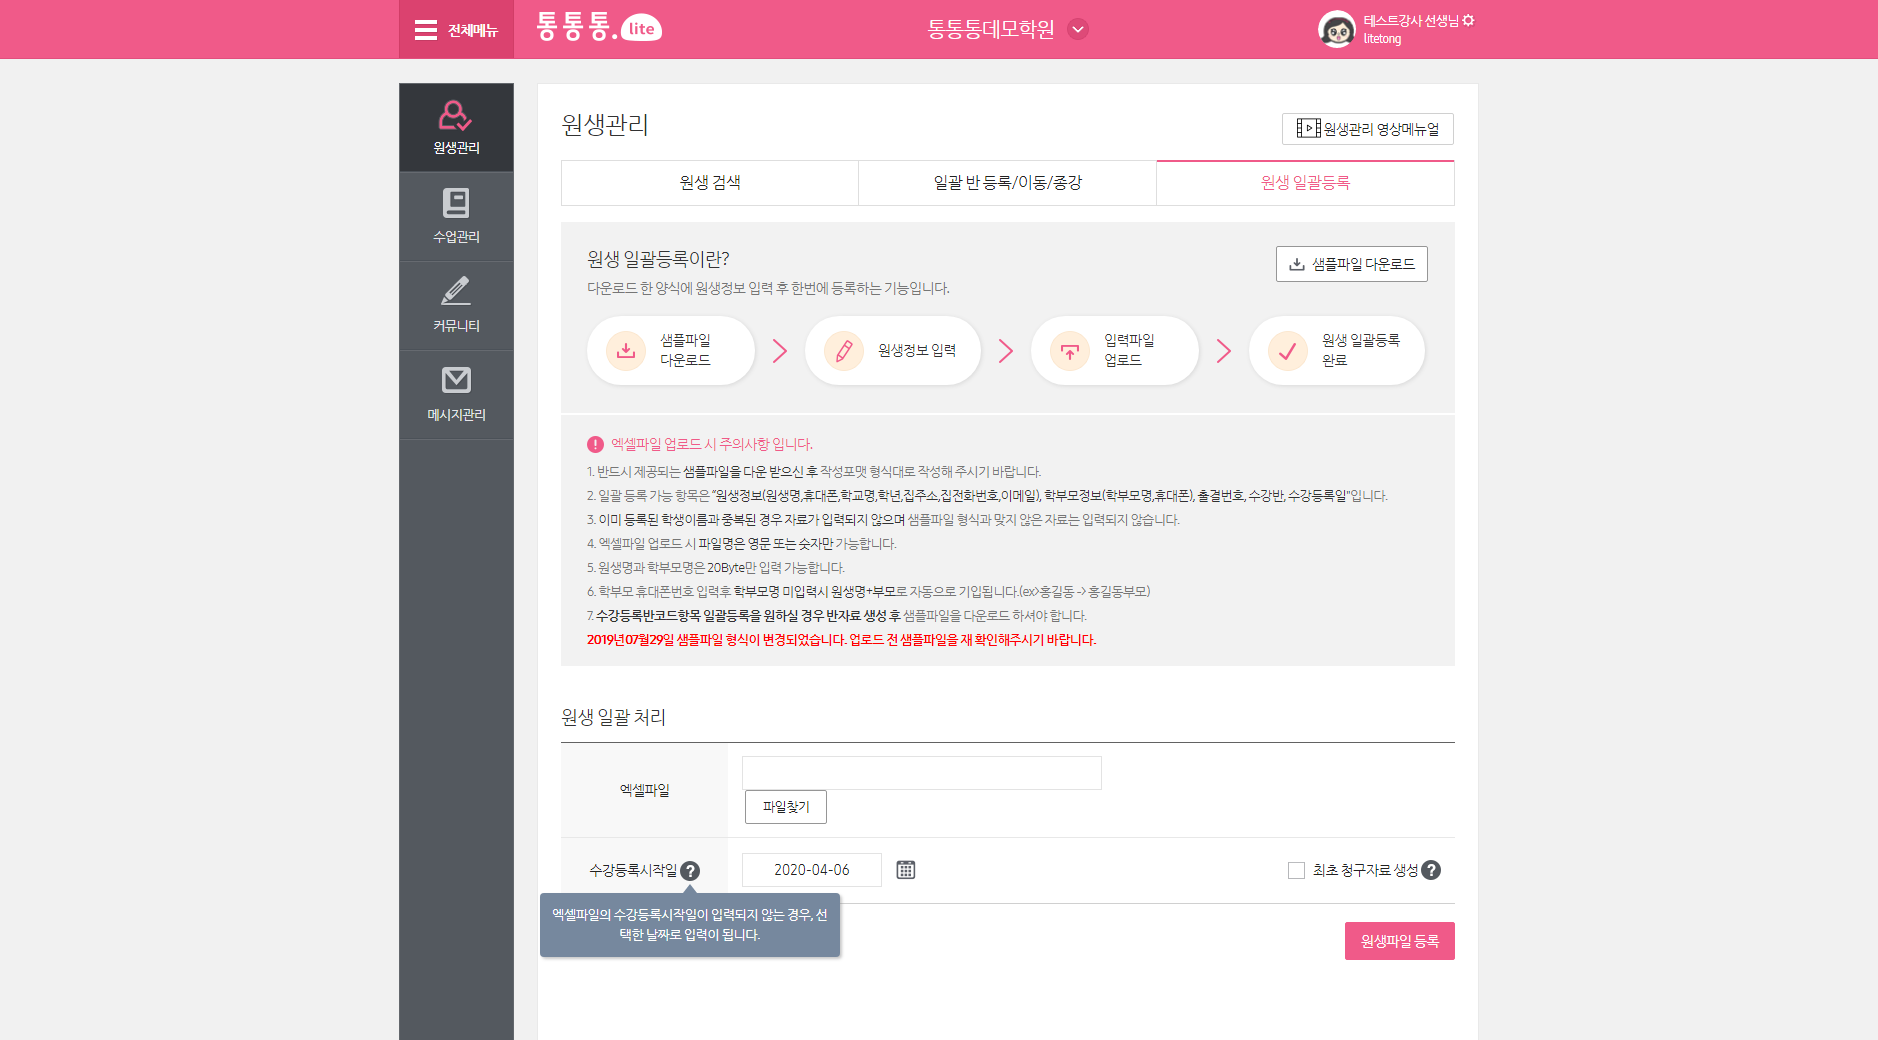 전체메뉴
통통통.lite
통통통데모학원
테스트강사 선생님
litetong
원생관리
수업관리
커뮤니티
메시지관리
원생관리
원생관리 영상메뉴얼
원생 검색
일괄 반 등록/이동/종강
원생 일괄등록
원생 일괄등록이란?
다운로드 한 양식에 원생정보 입력 후 한번에 등록하는 기능입니다.
샘플파일 다운로드
샘플파일
다운로드
원생정보 입력
입력파일
업로드
원생 일괄등록
완료
엑셀파일 업로드 시 주의사항 입니다.
1. 반드시 제공되는 샘플파일을 다운 받으신 후 작성포맷 형식대로 작성해 주시기 바랍니다.
2. 일괄 등록 가능 항목은 "원생정보(원생명,휴대폰,학교명,학년,집주소,집전화번호,이메일), 학부모정보(학부모명,휴대폰), 출결번호, 수강반, 수강등록일"입니다.
3. 이미 등록된 학생이름과 중복된 경우 자료가 입력되지 않으며 샘플파일 형식과 맞지 않은 자료는 입력되지 않습니다.
4. 엑셀파일 업로드 시 파일명은 영문 또는 숫자만 가능합니다.
5. 원생명과 학부모명은 20Byte만 입력 가능합니다.
6. 학부모 휴대폰번호 입력후 학부모명 미입력시 원생명+부모로 자동으로 기입됩니다.(ex>홍길동 -> 홍길동부모)
7. 수강등록반코드항목 일괄등록을 원하실 경우 반자료 생성 후 샘플파일을 다운로드 하셔야 합니다.
2019년07월29일 샘플파일 형식이 변경되었습니다. 업로드 전 샘플파일을 재 확인해주시기 바랍니다.
원생 일괄 처리
엑셀파일
파일찾기
수강등록시작일 ?
2020-04-06
최초 청구자료 생성 ?
엑셀파일의 수강등록시작일이 입력되지 않는 경우, 선
택한 날짜로 입력이 됩니다.
원생파일 등록